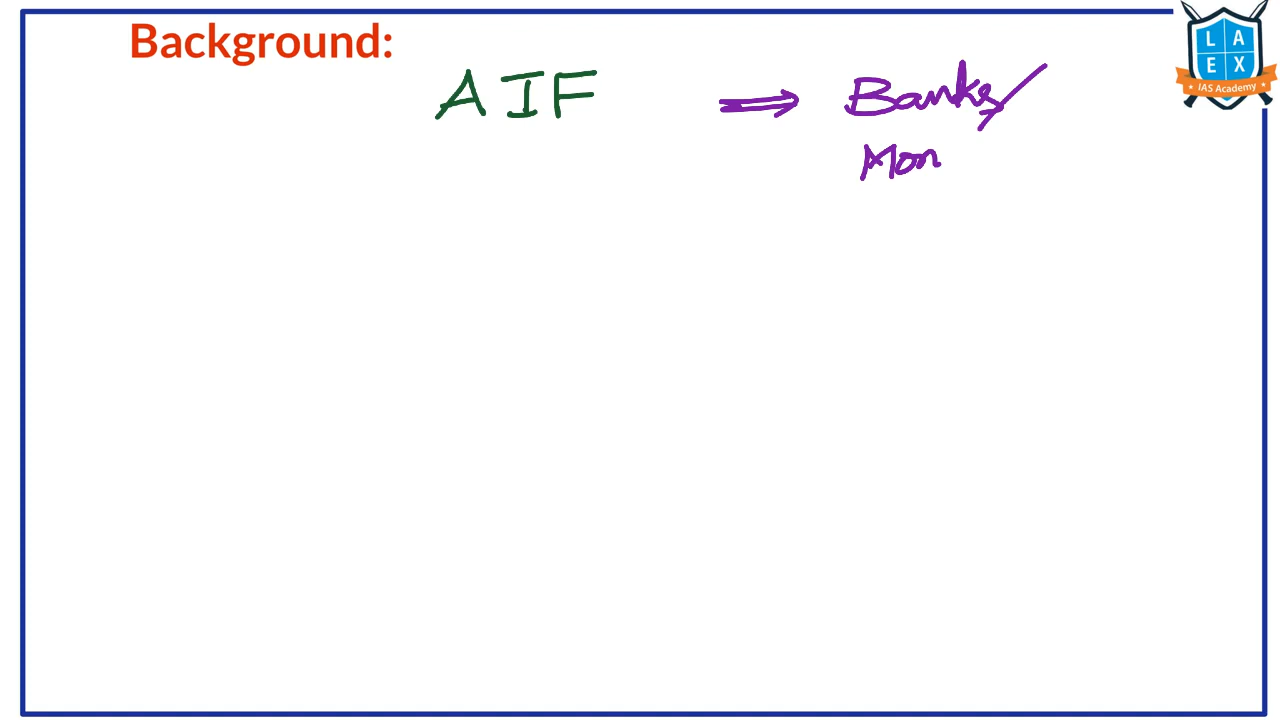 Background:
AIF ⇒ Banks/
Mon
L A
E X
IAS Academy